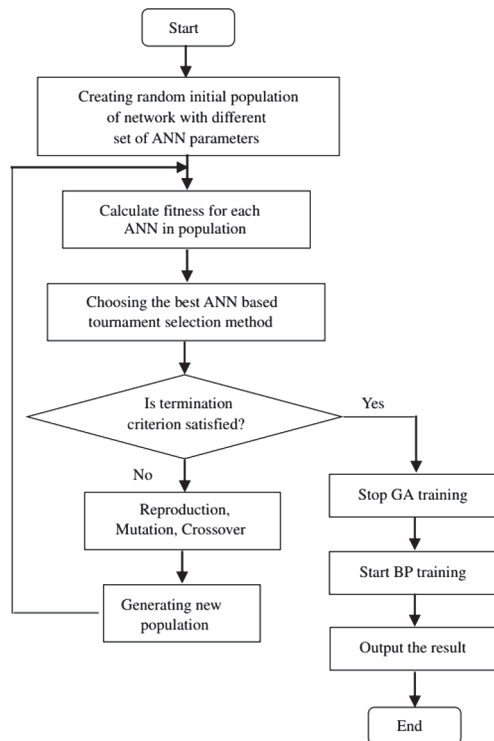 Start
Creating random initial population
of network with different
set of ANN parameters
Calculate fitness for each
ANN in population
Choosing the best ANN based
tournament selection method
Is termination
criterion satisfied?
Yes
No
Reproduction,
Mutation, Crossover
Generating new
population
Stop GA training
Start BP training
Output the result
End